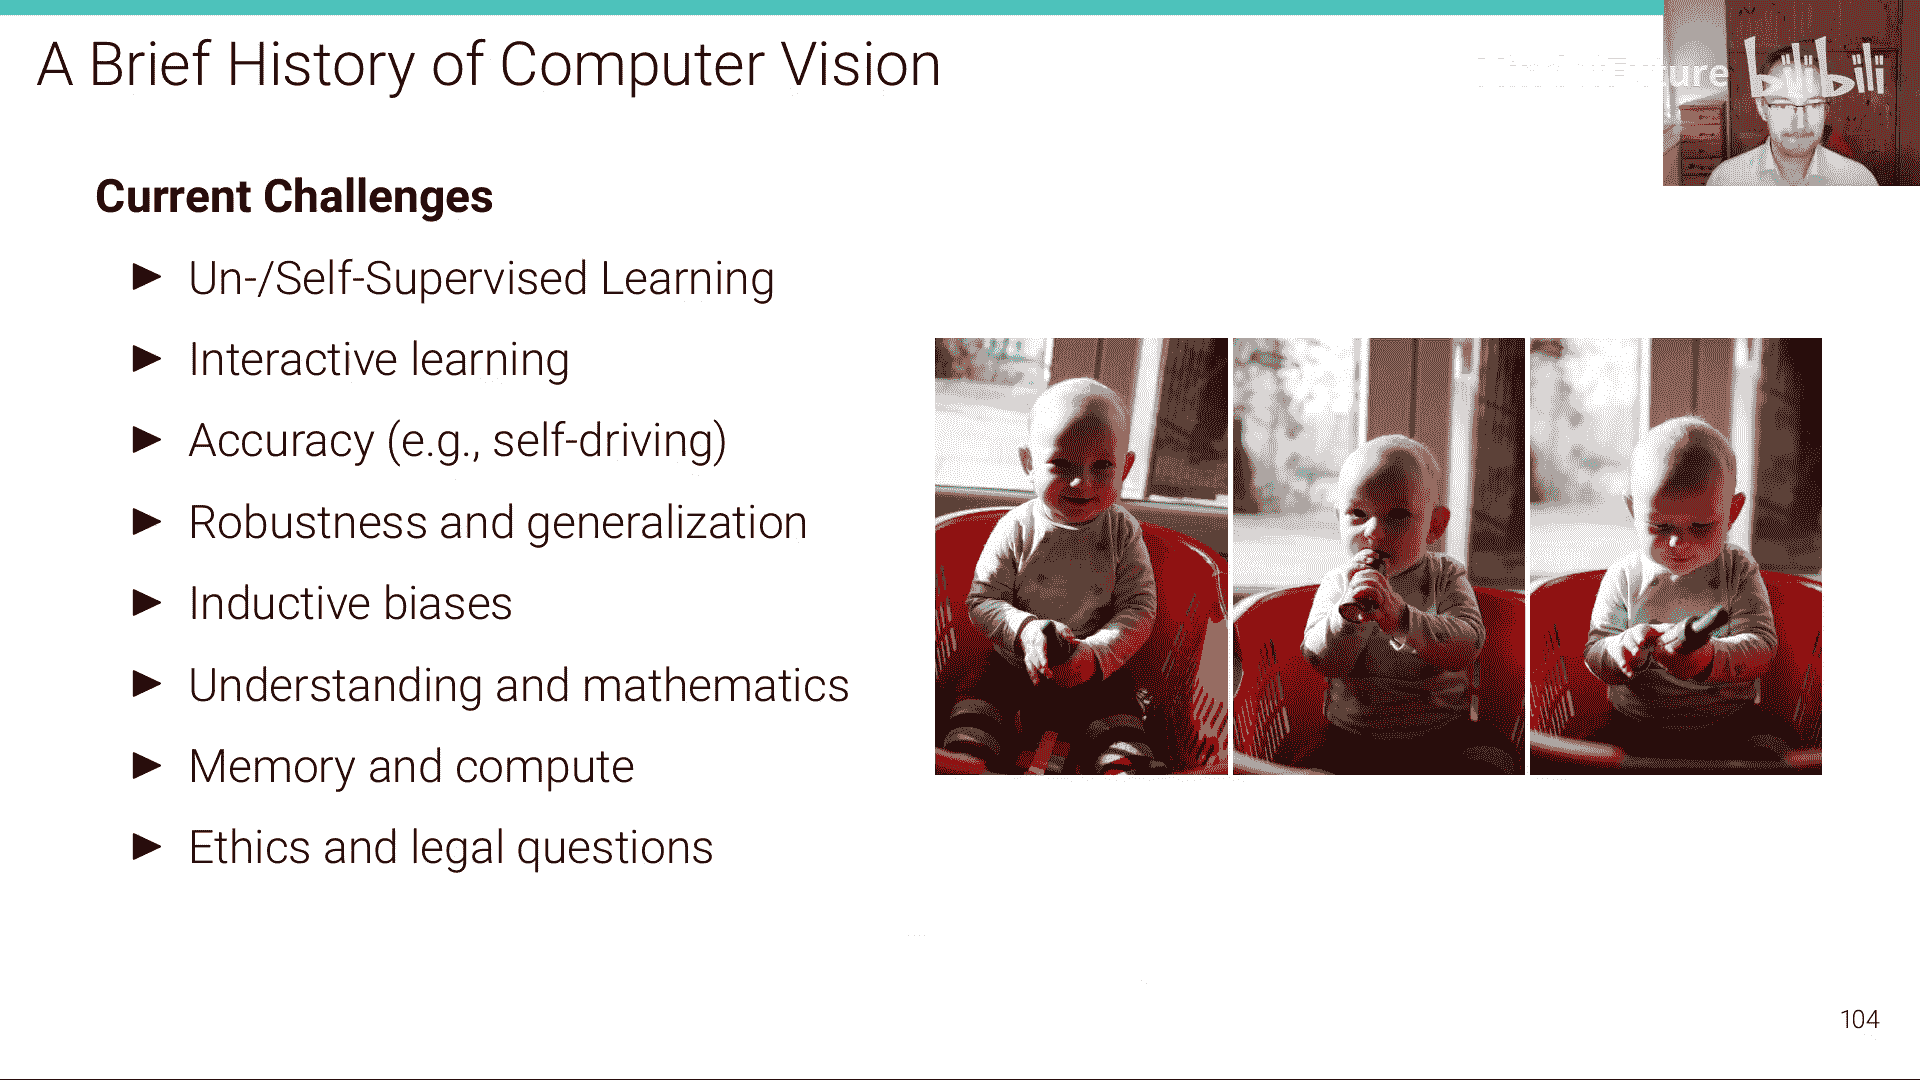 A Brief History of Computer Vision
bilibili
Current Challenges
► Un-/Self-Supervised Learning
► Interactive learning
► Accuracy (e.g., self-driving)
► Robustness and generalization
► Inductive biases
► Understanding and mathematics
► Memory and compute
► Ethics and legal questions
104